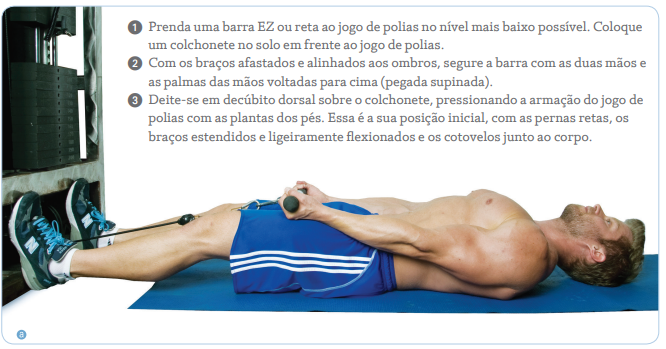 1 Prenda uma barra EZ ou reta ao jogo de polias no nível mais baixo possível. Coloque
um colchonete no solo em frente ao jogo de polias.
2 Com os braços afastados e alinhados aos ombros, segure a barra com as duas mãos e
as palmas das mãos voltadas para cima (pegada supinada).
3 Deite-se em decúbito dorsal sobre o colchonete, pressionando a armação do jogo de
polias com as plantas dos pés. Essa é a sua posição inicial, com as pernas retas, os
braços estendidos e ligeiramente flexionados e os cotovelos junto ao corpo.
N
a